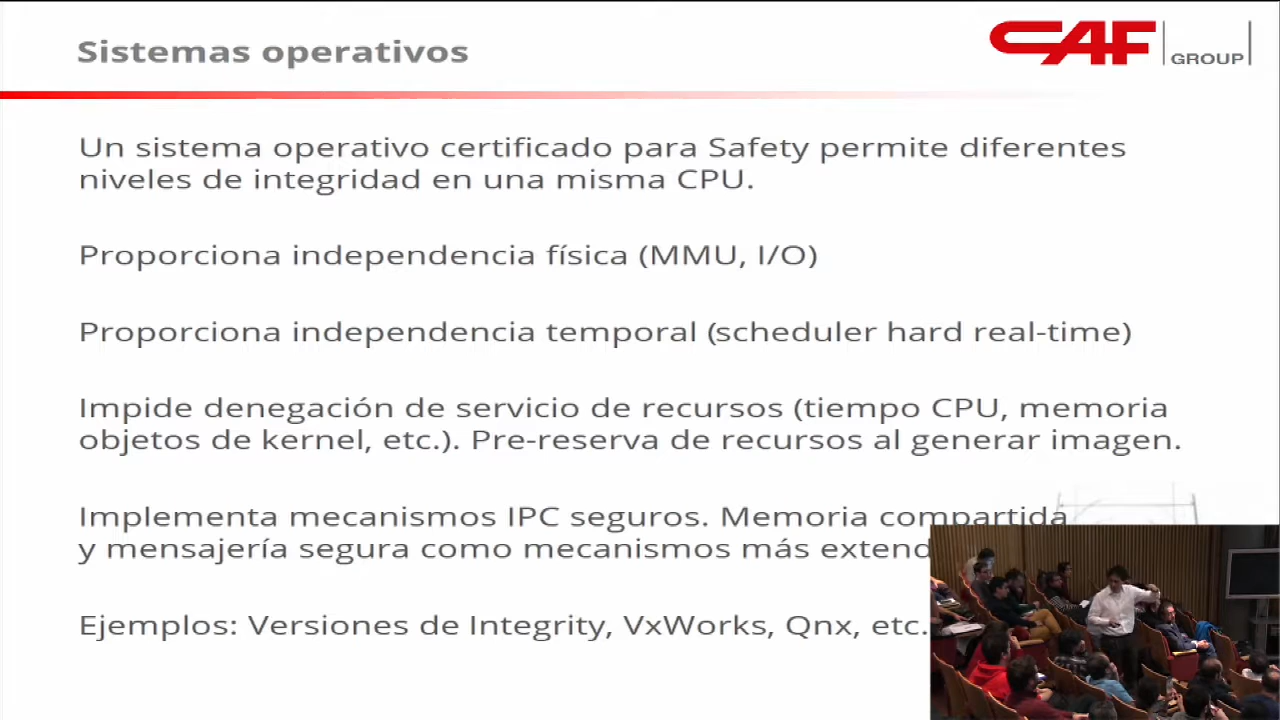 Sistemas operativos
CAF GROUP
Un sistema operativo certificado para Safety permite diferentes
niveles de integridad en una misma CPU.
Proporciona independencia física (MMU, I/O)
Proporciona independencia temporal (scheduler hard real-time)
Impide denegación de servicio de recursos (tiempo CPU, memoria
objetos de kernel, etc.). Pre-reserva de recursos al generar imagen.
Implementa mecanismos IPC seguros. Memoria compartida
y mensajería segura como mecanismos más extend
Ejemplos: Versiones de Integrity, VxWorks, Qnx, etc.